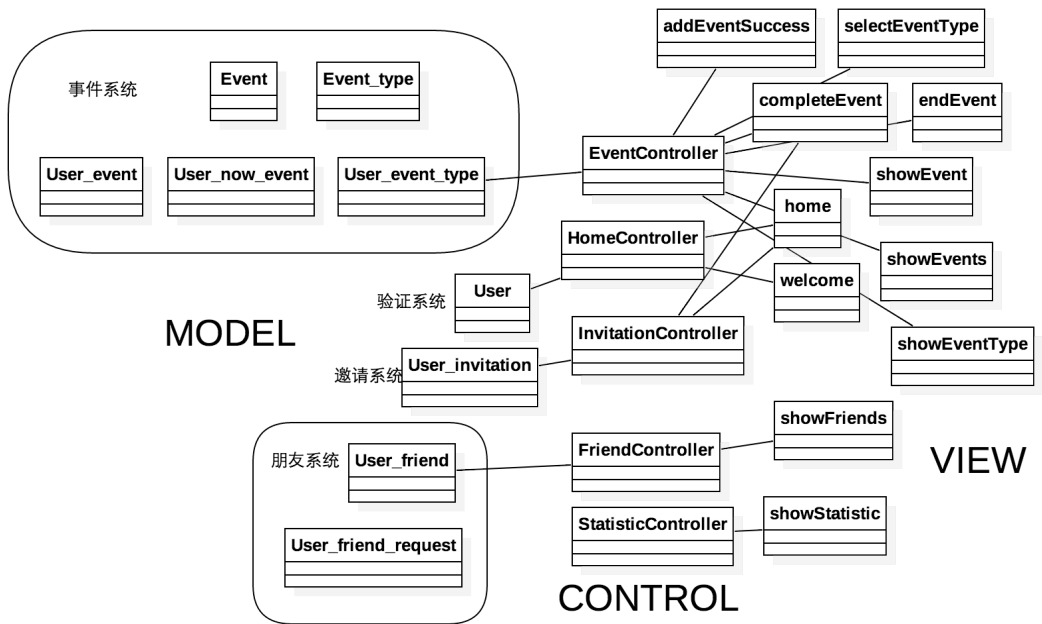 addEventSuccess
selectEventType
事件系统
Event
Event_type
completeEvent
endEvent
EventController
User_event
User_now_event
User_event_type
showEvent
home
HomeController
showEvents
welcome
验证系统
User
MODEL
InvitationController
showEventType
邀请系统
User_invitation
showFriends
朋友系统
User_friend
FriendController
VIEW
StatisticController
showStatistic
User_friend_request
CONTROL